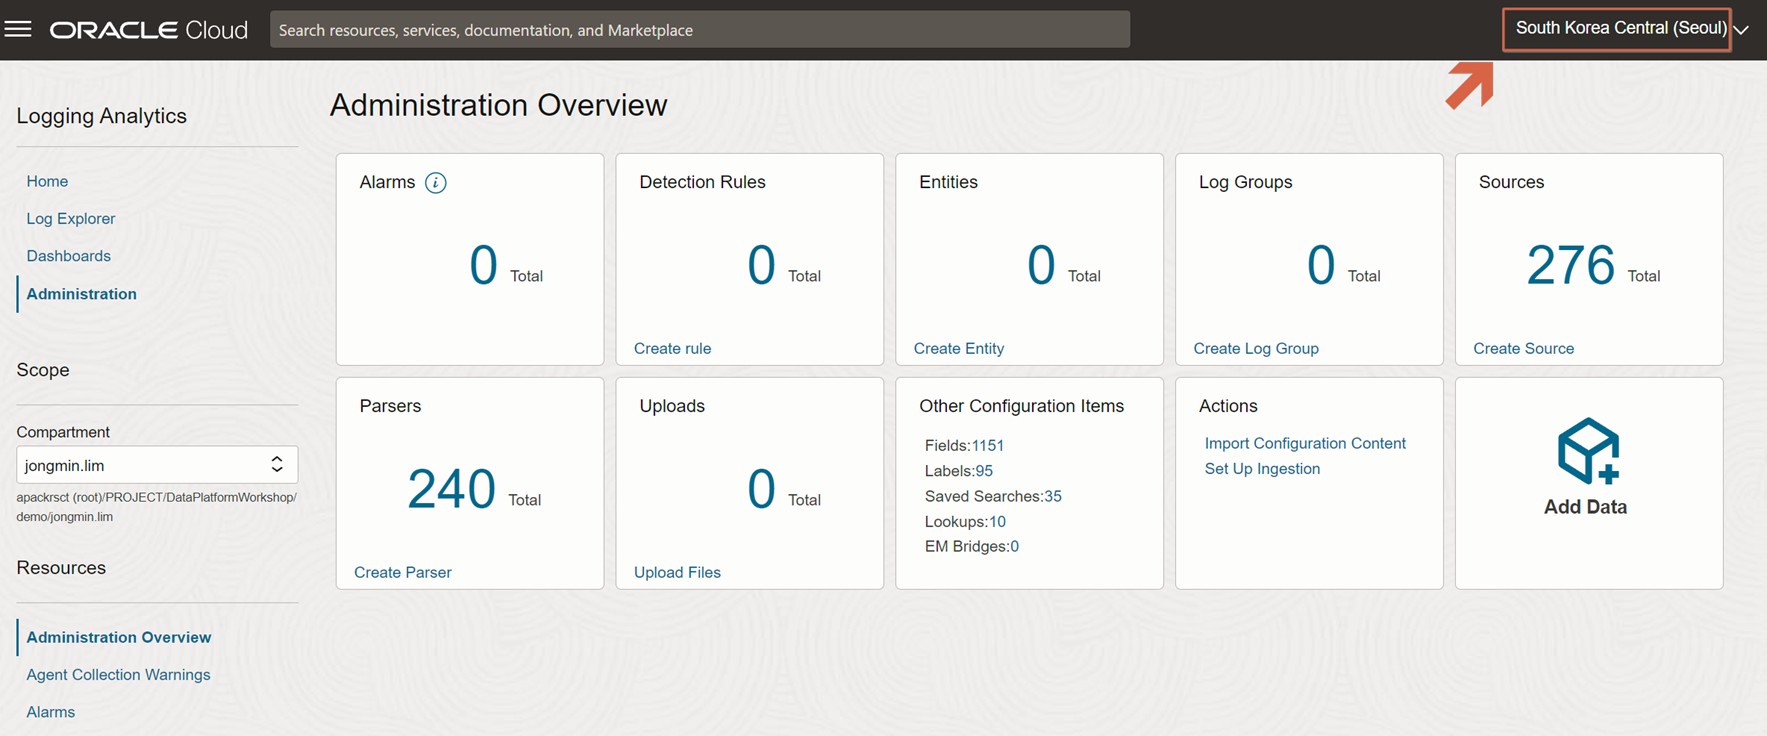 ORACLE Cloud
Search resources, services, documentation, and Marketplace
South Korea Central (Seoul)
Logging Analytics
Home
Log Explorer
Dashboards
Administration
Scope
Compartment
jongmin.lim
apackrsct (root)/PROJECT/DataPlatformWorkshop/
demo/jongmin.lim
Resources
Administration Overview
Agent Collection Warnings
Alarms
Administration Overview
Alarms i
0 Total
Detection Rules
0 Total
Create rule
Entities
0 Total
Create Entity
Log Groups
0 Total
Create Log Group
Sources
276 Total
Create Source
Parsers
240 Total
Create Parser
Uploads
0 Total
Upload Files
Other Configuration Items
Fields:1151
Labels:95
Saved Searches:35
Lookups:10
EM Bridges:0
Actions
Import Configuration Content
Set Up Ingestion
Add Data